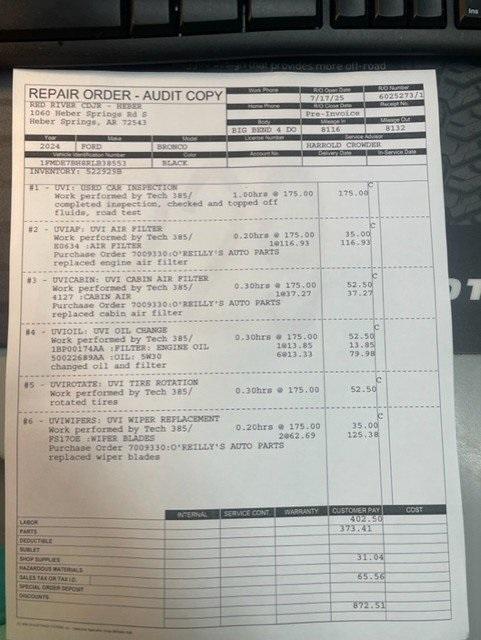 that provides more off-road
REPAIR ORDER - AUDIT COPY
RED RIVER CDJR - HEBER
1060 Heber Springs Rd S
Heber Springs, AR 72543
Work Phone
R/O Open Date
7/17/25
R/O Number
6025273/1
Home Phone
R/O Close Date
Pre-Invoice
Receipt No.
Body
BIG BEND 4 DO
Mileage In
8116
Mileage Out
8132
Year Make Model License Number Service Advisor
2024 FORD BRONCO HARROLD CROWDER
Vehicle Identification Number Color Account No. Delivery Date In-Service Date
1FMDE7BH8RLB38553 BLACK
INVENTORY: 522929B
#1 - UVI: USED CAR INSPECTION C
Work performed by Tech 385/ 1.00hrs @ 175.00 175.00
completed inspection, checked and topped off
fluids, road test
#2 - UVIAF: UVI AIR FILTER C
Work performed by Tech 385/ 0.20hrs @ 175.00 35.00
E0634 :AIR FILTER 1@116.93 116.93
Purchase Order 7009330:O'REILLY'S AUTO PARTS
replaced engine air filter
#3 - UVICABIN: UVI CABIN AIR FILTER C
Work performed by Tech 385/ 0.30hrs @ 175.00 52.50
4127 :CABIN AIR 1@37.27 37.27
Purchase Order 7009330:O'REILLY'S AUTO PARTS
replaced cabin air filter
#4 - UVIOIL: UVI OIL CHANGE C
Work performed by Tech 385/ 0.30hrs @ 175.00 52.50
1BP00174AA :FILTER: ENGINE OIL 1@13.85 13.85
50022689AA :OIL: 5W30 6@13.33 79.98
changed oil and filter
#5 - UVIROTATE: UVI TIRE ROTATION C
Work performed by Tech 385/ 0.30hrs @ 175.00 52.50
rotated tires
#6 - UVIWIPERS: UVI WIPER REPLACEMENT C
Work performed by Tech 385/ 0.20hrs @ 175.00 35.00
FS17OE :WIPER BLADES 2@62.69 125.38
Purchase Order 7009330:O'REILLY'S AUTO PARTS
replaced wiper blades
INTERNAL SERVICE CONT. WARRANTY CUSTOMER PAY COST
LABOR 402.50
PARTS 373.41
DEDUCTIBLE
SUBLET
SHOP SUPPLIES 31.04
HAZARDOUS MATERIALS
SALES TAX OR TAX I.D. 65.56
SPECIAL ORDER DEPOSIT
DISCOUNTS
872.51
Ins